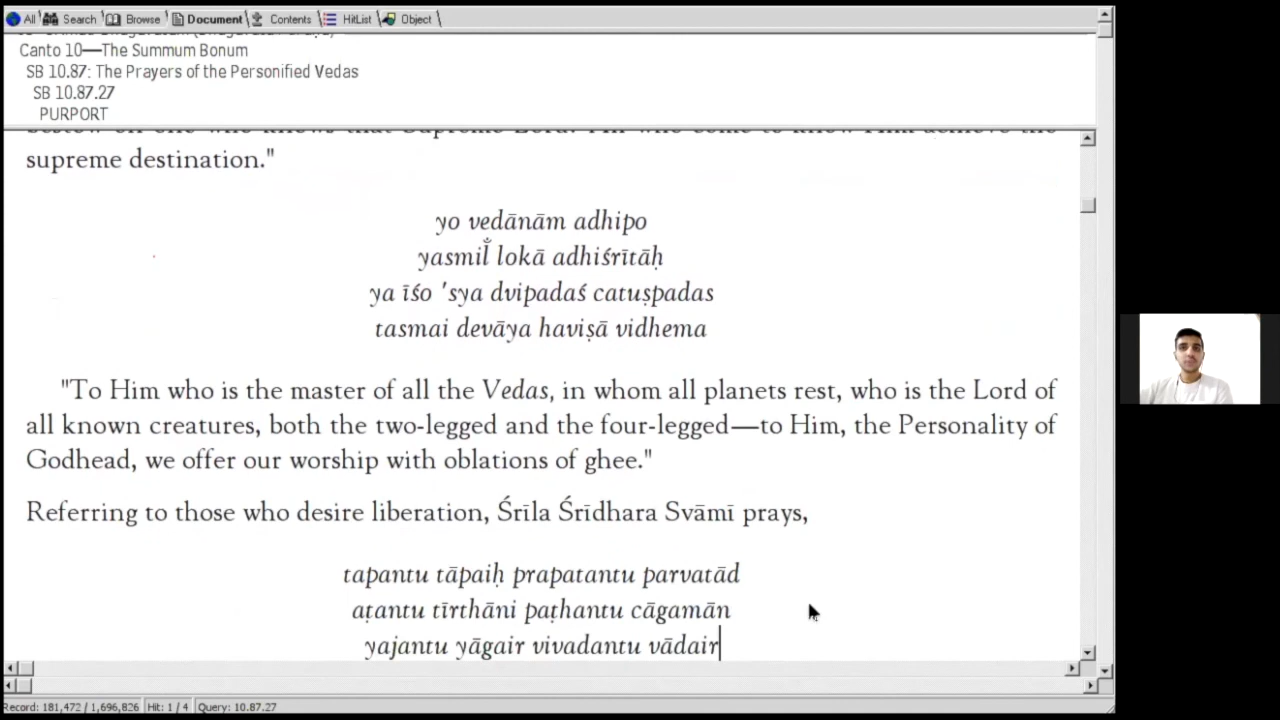 All Search Browse Document Contents HitList Object
Canto 10—The Summum Bonum
SB 10.87: The Prayers of the Personified Vedas
SB 10.87.27
PURPORT
supreme destination."
yo vedānām adhipo
yasmiḹ lokā adhiśrītāḥ
ya īśo 'sya dvipadaś catuṣpadas
tasmai devāya haviṣā vidhema
"To Him who is the master of all the Vedas, in whom all planets rest, who is the Lord of
all known creatures, both the two-legged and the four-legged—to Him, the Personality of
Godhead, we offer our worship with oblations of ghee."
Referring to those who desire liberation, Śrīla Śrīdhara Svāmī prays,
tapantu tāpaiḥ prapatantu parvatād
aṭantu tīrthāni paṭhantu cāgamān
yajantu yāgair vivadantu vādair
Record: 181,472 / 1,696,826 Hit: 1 / 4 Query: 10.87.27